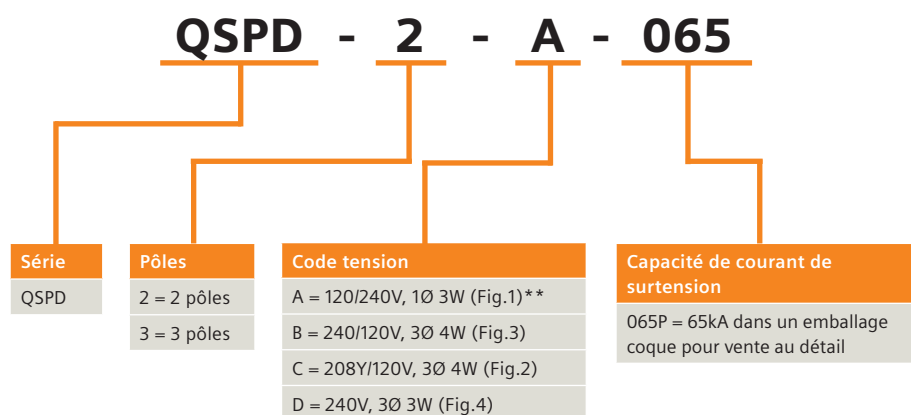 QSPD - 2 - A - 065
Série
QSPD
Pôles
2 = 2 pôles
3 = 3 pôles
Code tension
A = 120/240V, 1Ø 3W (Fig.1)**
B = 240/120V, 3Ø 4W (Fig.3)
C = 208Y/120V, 3Ø 4W (Fig.2)
D = 240V, 3Ø 3W (Fig.4)
Capacité de courant de
surtension
065P = 65kA dans un emballage
coque pour vente au détail